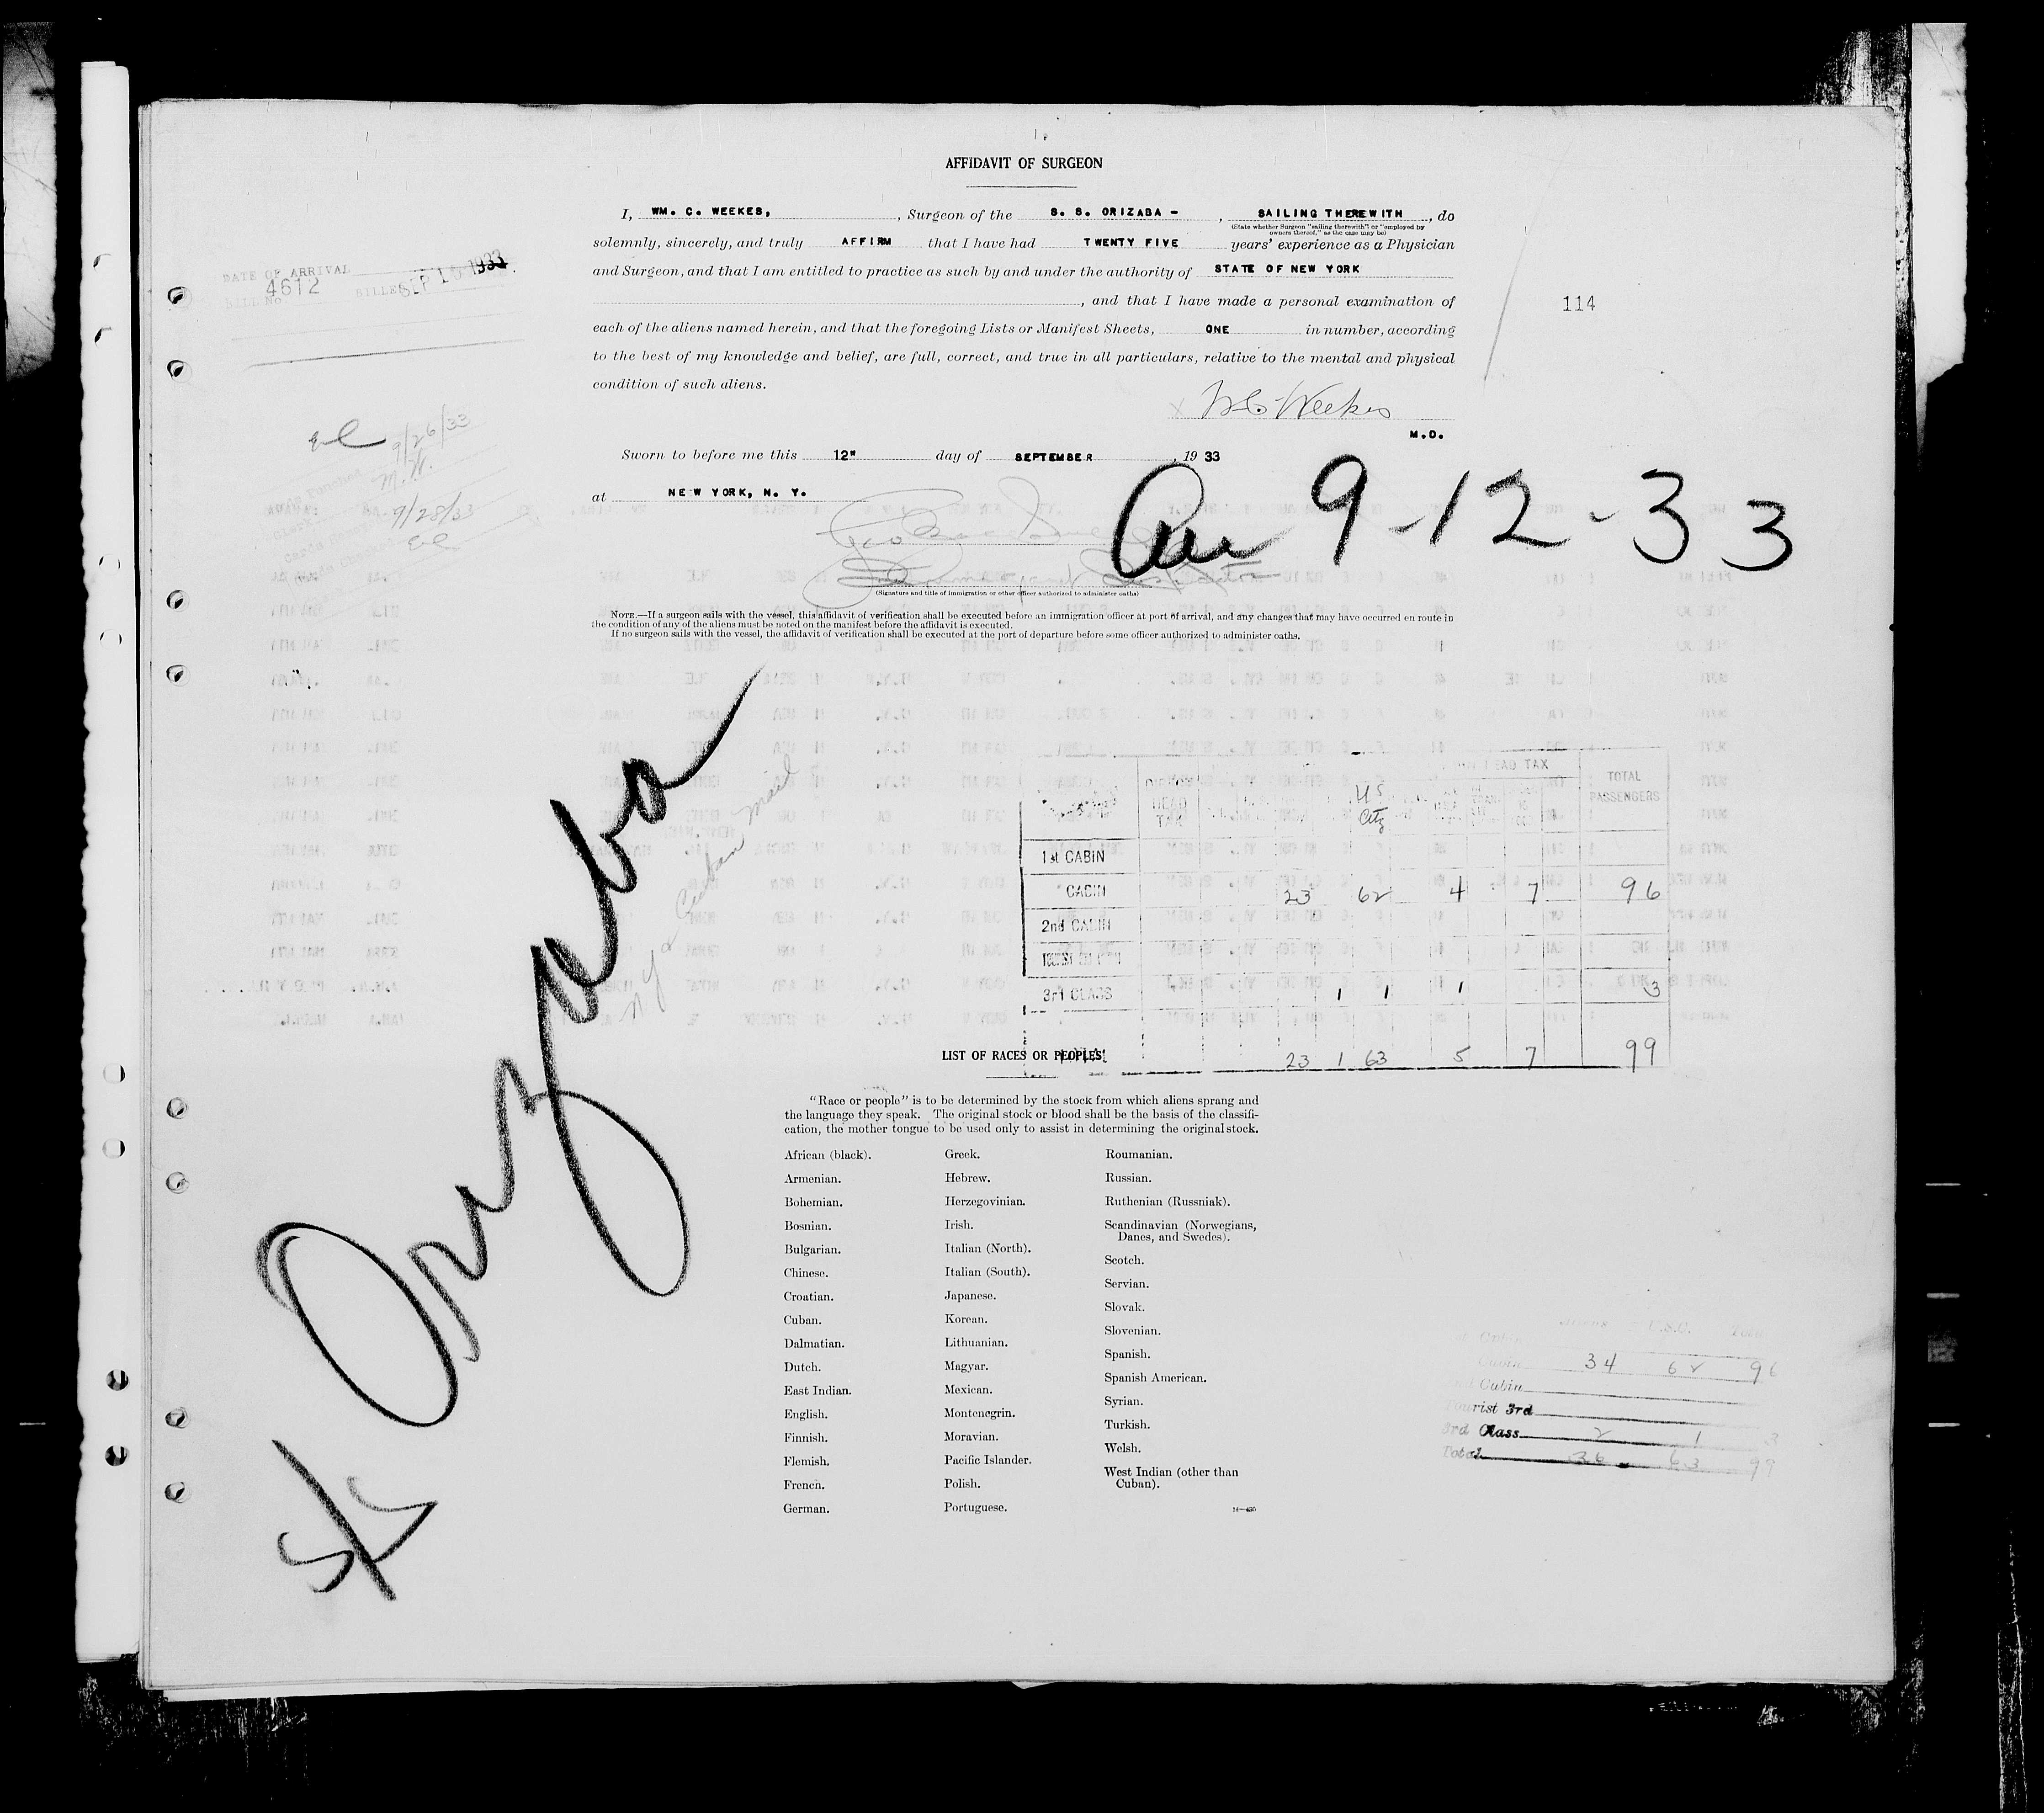 AFFIDAVIT OF SURGEON
I, WM. C. WEEKES, , Surgeon of the S. S. ORIZABA - , SAILING THEREWITH , do
(State whether Surgeon "sailing therewith" or "employed by
owners thereof," as the case may be)
solemnly, sincerely, and truly AFFIRM that I have had TWENTY FIVE years' experience as a Physician
and Surgeon, and that I am entitled to practice as such by and under the authority of STATE OF NEW YORK
, and that I have made a personal examination of
each of the aliens named herein, and that the foregoing Lists or Manifest Sheets, ONE in number, according
to the best of my knowledge and belief, are full, correct, and true in all particulars, relative to the mental and physical
condition of such aliens.
W C Weekes
M.D.
Sworn to before me this 12" day of SEPTEMBER , 19 33
at NEW YORK, N. Y.
(Signature and title of immigration or other officer authorized to administer oaths)
NOTE.—If a surgeon sails with the vessel, this affidavit of verification shall be executed before an immigration officer at port of arrival, and any changes that may have occurred en route in
the condition of any of the aliens must be noted on the manifest before the affidavit is executed.
If no surgeon sails with the vessel, the affidavit of verification shall be executed at the port of departure before some officer authorized to administer oaths.
DATE OF ARRIVAL
4612 SEP 15 1933
114
9/26/33
9/28/33
Arr 9-12-33
S/S Orizaba
N.Y. & Cuban Mail
HEAD TAX
HEAD TAX US Citz TOTAL PASSENGERS
1st CABIN
CABIN 23 62 4 7 96
2nd CABIN
3rd CLASS 1 1 1 3
23 1 63 5 7 99
LIST OF RACES OR PEOPLES
"Race or people" is to be determined by the stock from which aliens sprang and
the language they speak. The original stock or blood shall be the basis of the classifi-
cation, the mother tongue to be used only to assist in determining the original stock.
African (black).
Armenian.
Bohemian.
Bosnian.
Bulgarian.
Chinese.
Croatian.
Cuban.
Dalmatian.
Dutch.
East Indian.
English.
Finnish.
Flemish.
French.
German.
Greek.
Hebrew.
Herzegovinian.
Irish.
Italian (North).
Italian (South).
Japanese.
Korean.
Lithuanian.
Magyar.
Mexican.
Montenegrin.
Moravian.
Pacific Islander.
Polish.
Portuguese.
Roumanian.
Russian.
Ruthenian (Russniak).
Scandinavian (Norwegians,
Danes, and Swedes).
Scotch.
Servian.
Slovak.
Slovenian.
Spanish.
Spanish American.
Syrian.
Turkish.
Welsh.
West Indian (other than
Cuban).
U.S.C.
Cabin 34 62 96
Cabin
Tourist 3rd
3rd Class 2 1 3
Total 36 63 99